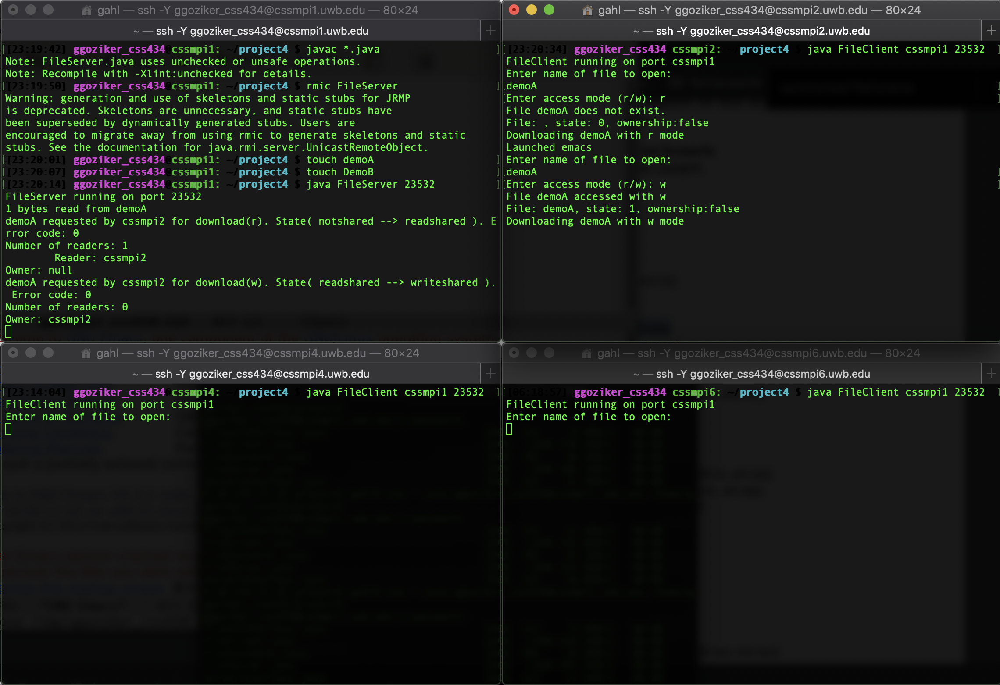 gahl — ssh -Y ggoziker_css434@cssmpi1.uwb.edu — 80×24
~ — ssh -Y ggoziker_css434@cssmpi1.uwb.edu
[23:19:42] ggoziker_css434@cssmpi1: ~/project4 $ javac *.java
Note: FileServer.java uses unchecked or unsafe operations.
Note: Recompile with -Xlint:unchecked for details.
[23:19:50] ggoziker_css434@cssmpi1: ~/project4 $ rmic FileServer
Warning: generation and use of skeletons and static stubs for JRMP
is deprecated. Skeletons are unnecessary, and static stubs have
been superseded by dynamically generated stubs. Users are
encouraged to migrate away from using rmic to generate skeletons and static
stubs. See the documentation for java.rmi.server.UnicastRemoteObject.
[23:20:01] ggoziker_css434@cssmpi1: ~/project4 $ touch demoA
[23:20:07] ggoziker_css434@cssmpi1: ~/project4 $ touch DemoB
[23:20:14] ggoziker_css434@cssmpi1: ~/project4 $ java FileServer 23532
FileServer running on port 23532
1 bytes read from demoA
demoA requested by cssmpi2 for download(r). State( notshared --> readshared ). E
rror code: 0
Number of readers: 1
Reader: cssmpi2
Owner: null
demoA requested by cssmpi2 for download(w). State( readshared --> writeshared ).
Error code: 0
Number of readers: 0
Owner: cssmpi2
gahl — ssh -Y ggoziker_css434@cssmpi2.uwb.edu — 80×24
~ — ssh -Y ggoziker_css434@cssmpi2.uwb.edu
[23:20:34] ggoziker_css434 cssmpi2: ~/project4 $ java FileClient cssmpi1 23532
FileClient running on port cssmpi1
Enter name of file to open:
demoA
Enter access mode (r/w): r
File demoA does not exist.
File: , state: 0, ownership:false
Downloading demoA with r mode
Launched emacs
Enter name of file to open:
demoA
Enter access mode (r/w): w
File demoA accessed with w
File: demoA, state: 1, ownership:false
Downloading demoA with w mode
gahl — ssh -Y ggoziker_css434@cssmpi4.uwb.edu — 80×24
~ — ssh -Y ggoziker_css434@cssmpi4.uwb.edu
[23:14:04] ggoziker_css434@cssmpi4: ~/project4 $ java FileClient cssmpi1 23532
FileClient running on port cssmpi1
Enter name of file to open:
gahl — ssh -Y ggoziker_css434@cssmpi6.uwb.edu — 80×24
~ — ssh -Y ggoziker_css434@cssmpi6.uwb.edu
[06:18:57] ggoziker_css434 cssmpi6: ~/project4 $ java FileClient cssmpi1 23532
FileClient running on port cssmpi1
Enter name of file to open: